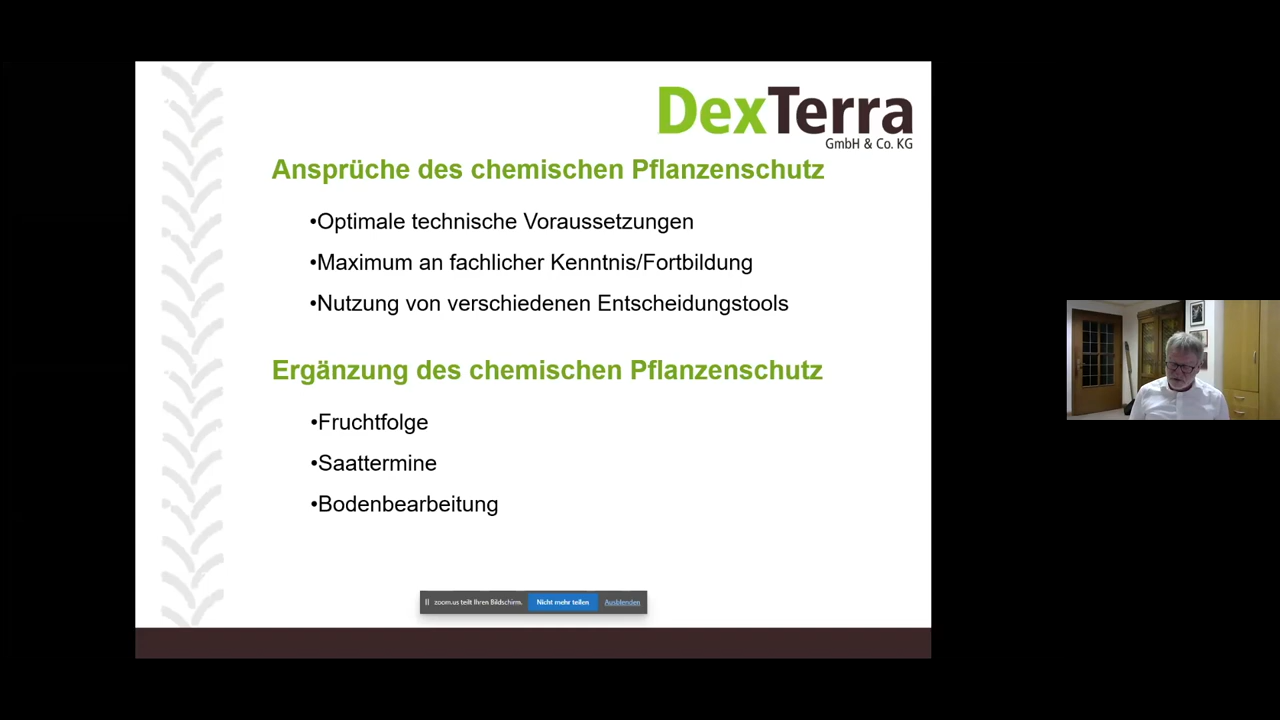 DexTerra
GmbH & Co. KG
Ansprüche des chemischen Pflanzenschutz
•Optimale technische Voraussetzungen
•Maximum an fachlicher Kenntnis/Fortbildung
•Nutzung von verschiedenen Entscheidungstools
Ergänzung des chemischen Pflanzenschutz
•Fruchtfolge
•Saattermine
•Bodenbearbeitung
zoom.us teilt Ihren Bildschirm. Nicht mehr teilen Ausblenden